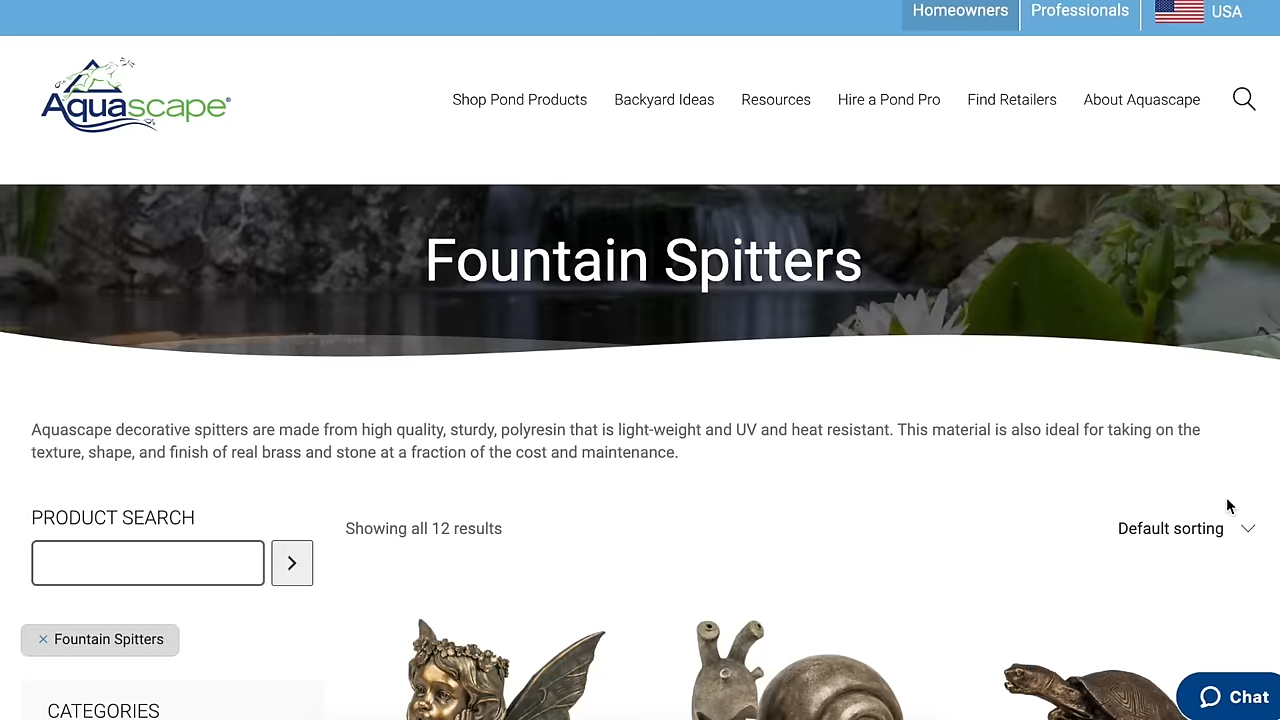 Homeowners
Professionals
USA
Aquascape®
Shop Pond Products
Backyard Ideas
Resources
Hire a Pond Pro
Find Retailers
About Aquascape
Fountain Spitters
Aquascape decorative spitters are made from high quality, sturdy, polyresin that is light-weight and UV and heat resistant. This material is also ideal for taking on the
texture, shape, and finish of real brass and stone at a fraction of the cost and maintenance.
PRODUCT SEARCH
Showing all 12 results
Default sorting
× Fountain Spitters
CATEGORIES
Chat